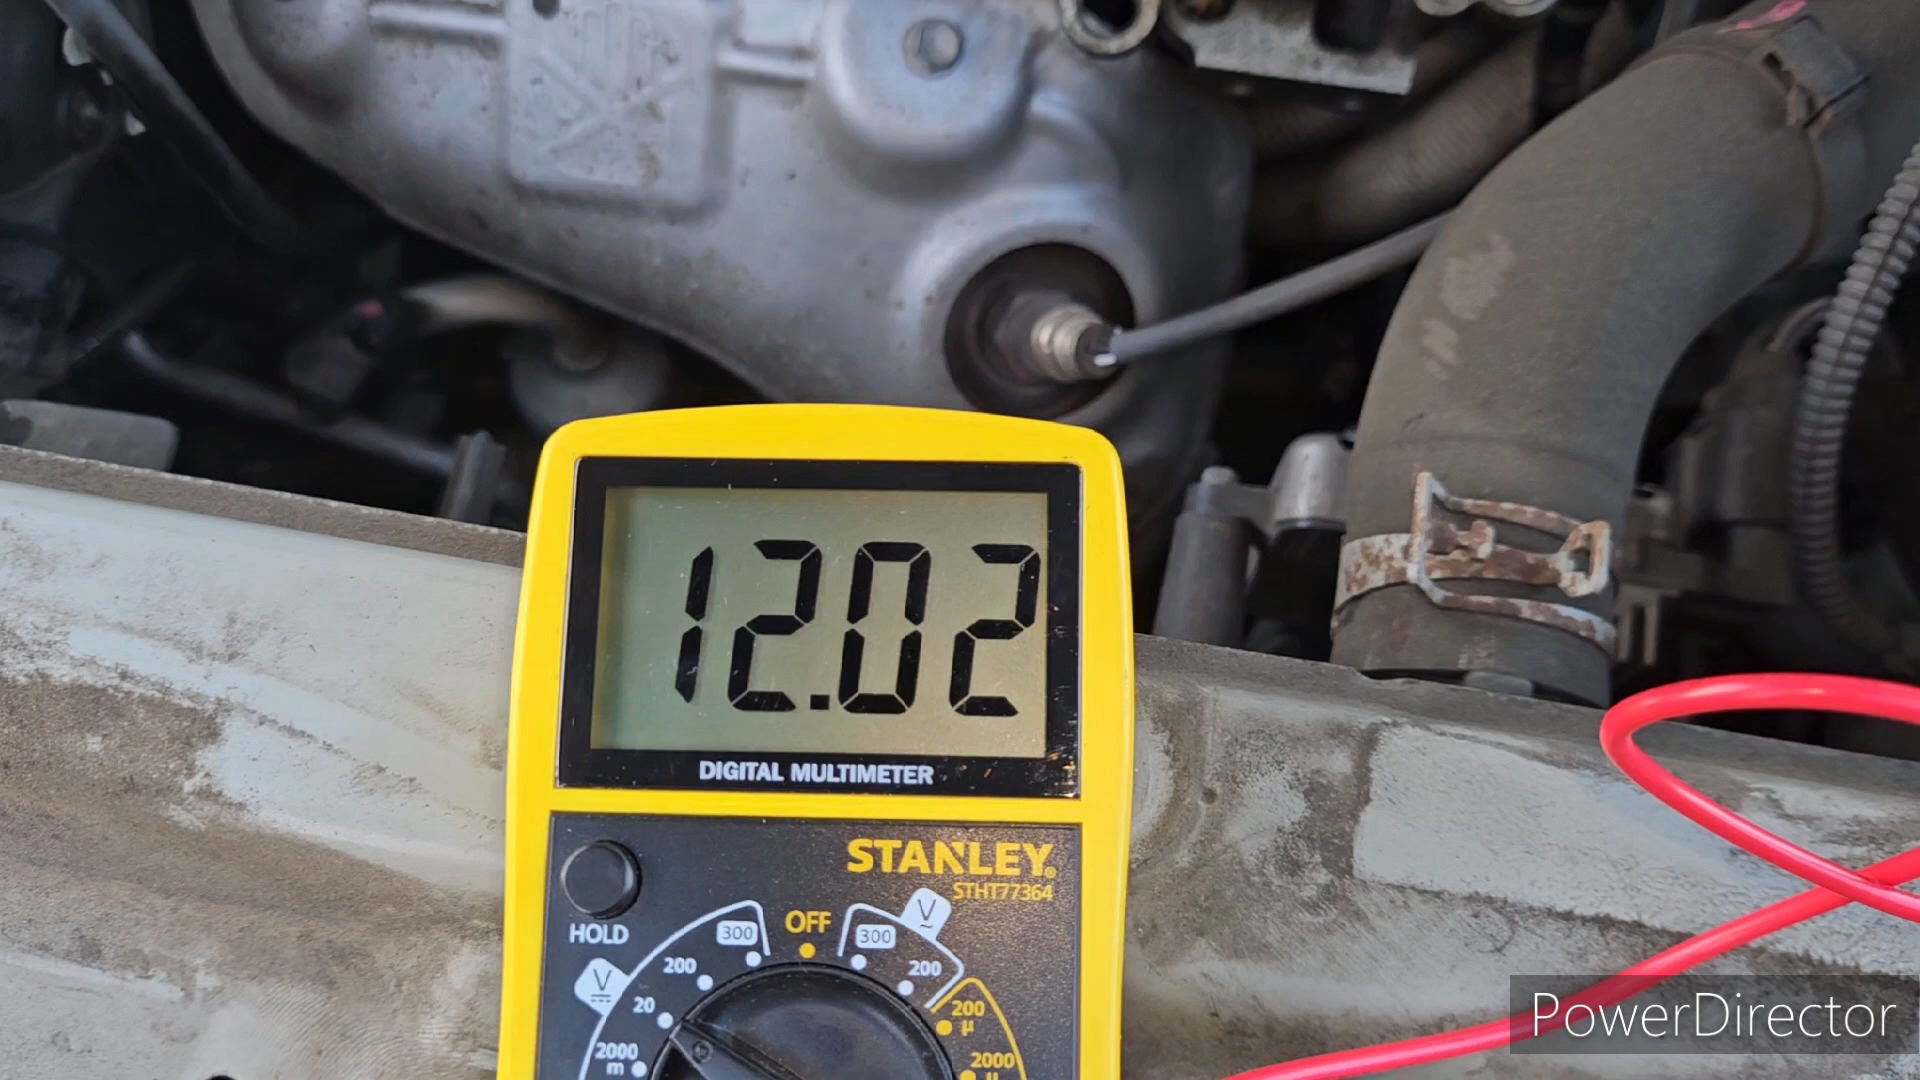 12.02
DIGITAL MULTIMETER
STANLEY®
STHT77364
HOLD
OFF
V
300
300
V
~
200
200
20
200
µ
2000
m
2000
µ
PowerDirector